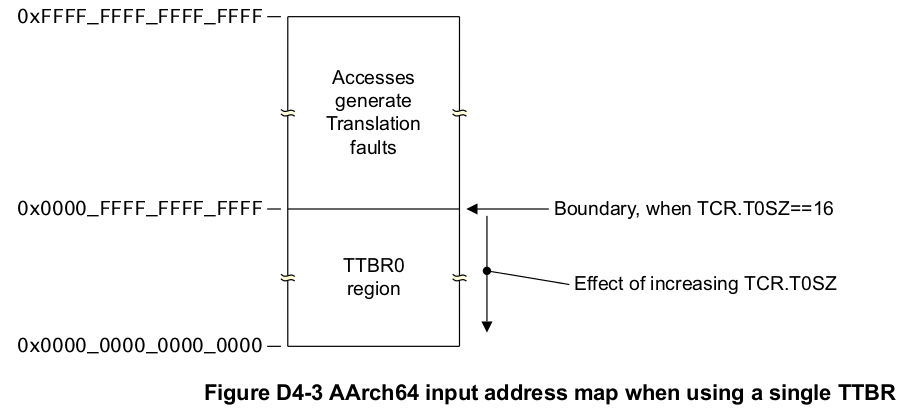 0xFFFF_FFFF_FFFF_FFFF
Accesses
generate
Translation
faults
0x0000_FFFF_FFFF_FFFF
Boundary, when TCR.T0SZ==16
TTBR0
region
Effect of increasing TCR.T0SZ
0x0000_0000_0000_0000
Figure D4-3 AArch64 input address map when using a single TTBR